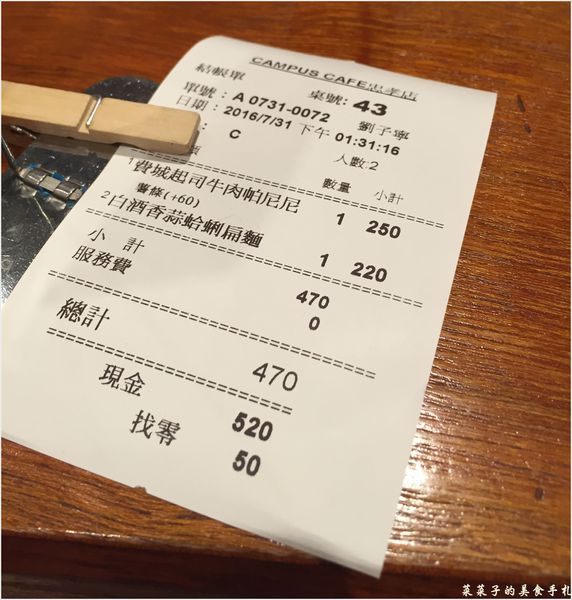 CAMPUS CAFE忠孝店
結帳單 桌號: 43
單號: A 0731-0072 劉子寧
日期: 2016/7/31 下午 01:31:16
: C 人數:2
數量 小計
1費城起司牛肉帕尼尼 1 250
薯條(+60)
2白酒香蒜蛤蜊扁麵 1 220
小 計 470
服務費 0
總計 470
現金 520
找零 50
菜菜子的美食手札